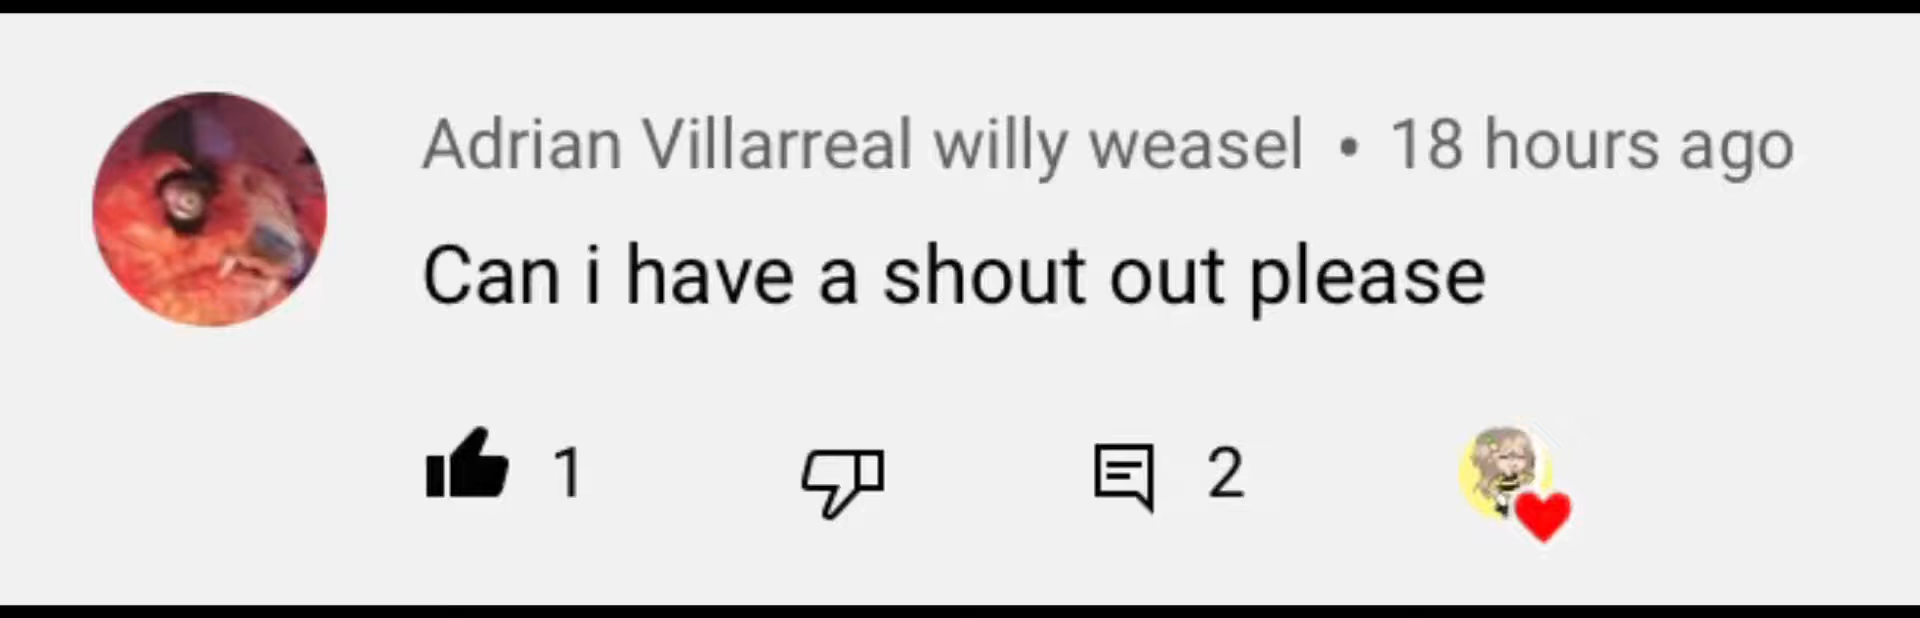 Adrian Villarreal willy weasel • 18 hours ago
Can i have a shout out please
1 2